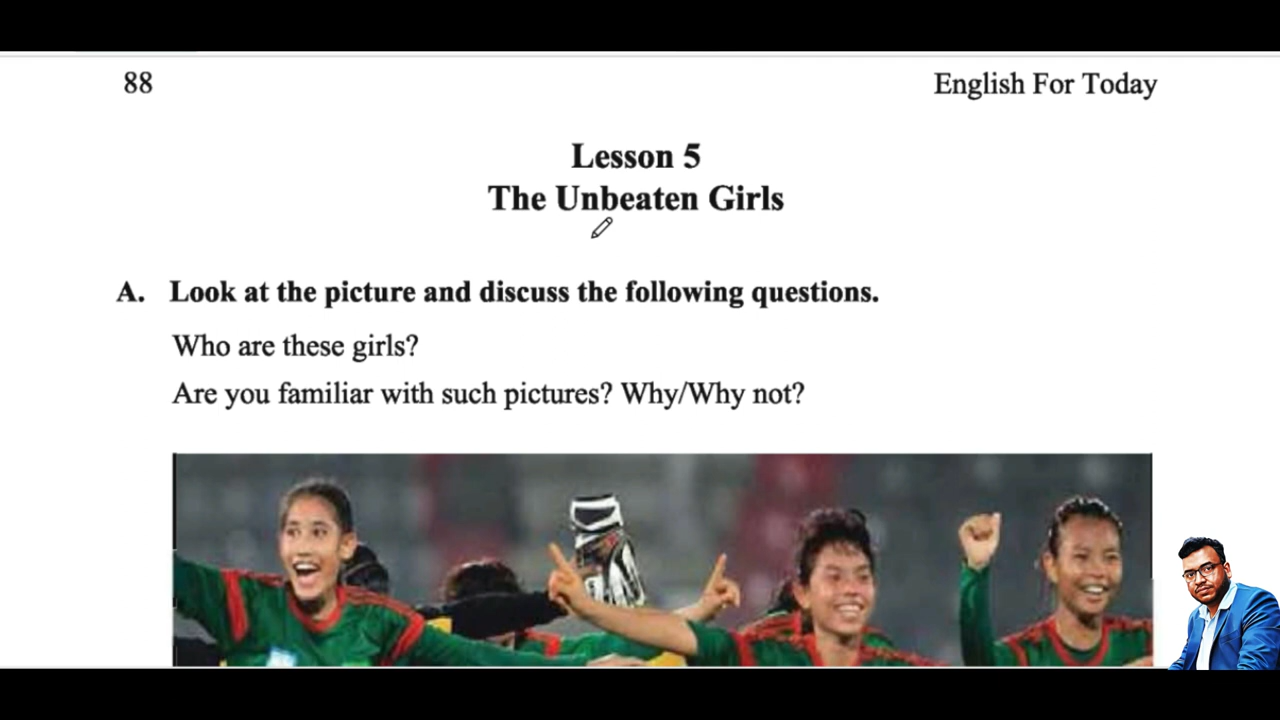 88
English For Today
Lesson 5
The Unbeaten Girls
A. Look at the picture and discuss the following questions.
Who are these girls?
Are you familiar with such pictures? Why/Why not?